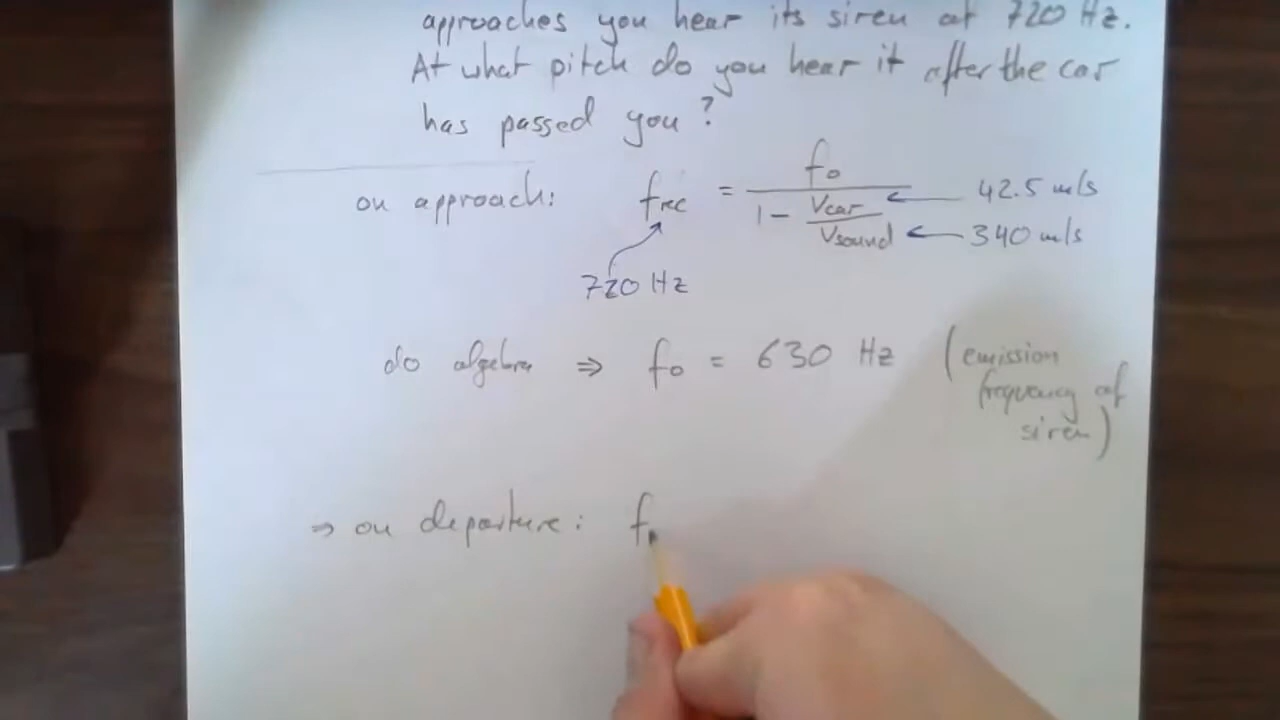 approaches you hear its siren at 720 Hz.
At what pitch do you hear it after the car
has passed you?
on approach: frec = fo / (1 - Vcar/Vsound) ← 42.5 m/s
← 340 m/s
720 Hz
do algebra ⇒ fo = 630 Hz (emission
frequency of
siren)
⇒ on departure: fr